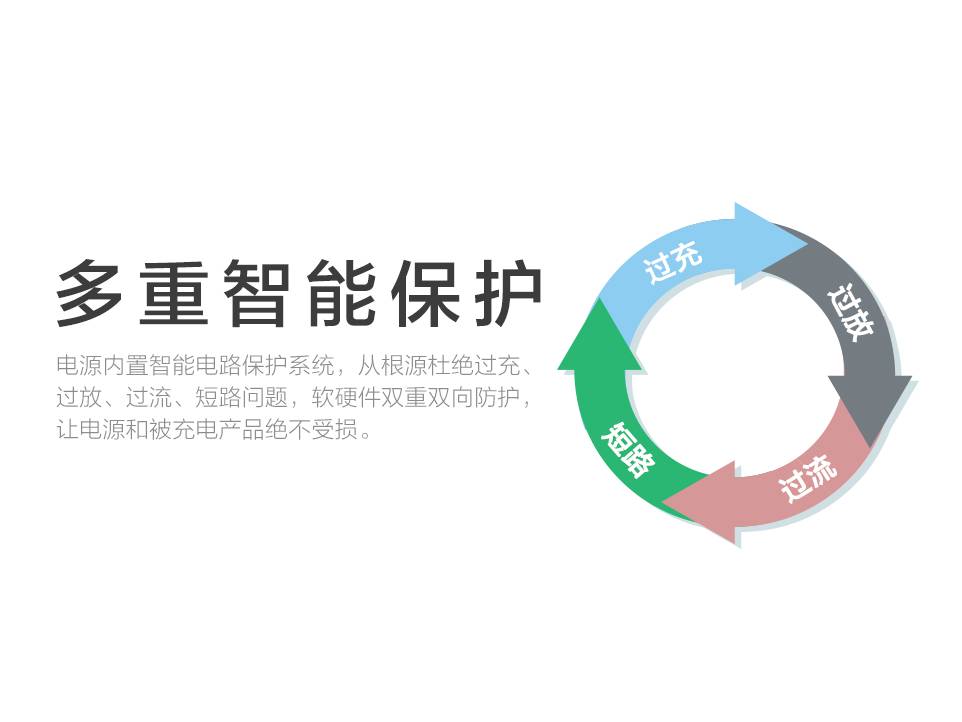 多重智能保护
电源内置智能电路保护系统，从根源杜绝过充、
过放、过流、短路问题，软硬件双重双向防护，
让电源和被充电产品绝不受损。
过充
过放
过流
短路